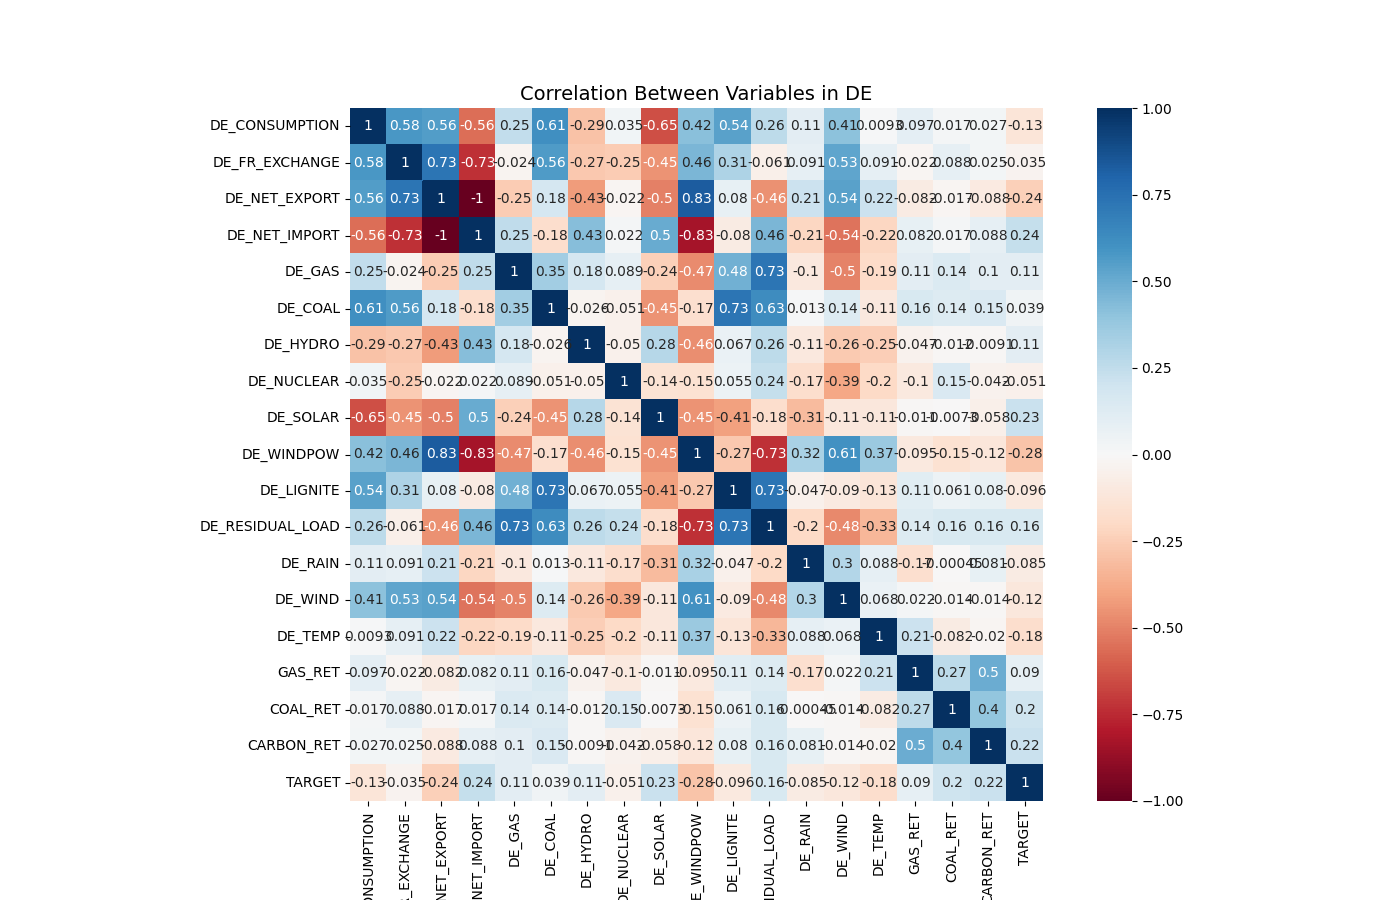 Correlation Between Variables in DE
DE_CONSUMPTION 1 0.58 0.56 -0.56 0.25 0.61 -0.29 0.035 -0.65 0.42 0.54 0.26 0.11 0.41 0.0093 0.097 0.017 0.027 -0.13
DE_FR_EXCHANGE 0.58 1 0.73 -0.73 -0.024 0.56 -0.27 -0.25 -0.45 0.46 0.31 -0.061 0.091 0.53 0.091 -0.022 0.088 0.025 -0.035
DE_NET_EXPORT 0.56 0.73 1 -1 -0.25 0.18 -0.43 -0.022 -0.5 0.83 0.08 -0.46 0.21 0.54 0.22 -0.082 -0.017 -0.088 -0.24
DE_NET_IMPORT -0.56 -0.73 -1 1 0.25 -0.18 0.43 0.022 0.5 -0.83 -0.08 0.46 -0.21 -0.54 -0.22 0.082 0.017 0.088 0.24
DE_GAS 0.25 -0.024 -0.25 0.25 1 0.35 0.18 0.089 -0.24 -0.47 0.48 0.73 -0.1 -0.5 -0.19 0.11 0.14 0.1 0.11
DE_COAL 0.61 0.56 0.18 -0.18 0.35 1 -0.026 -0.051 -0.45 -0.17 0.73 0.63 0.013 0.14 -0.11 0.16 0.14 0.15 0.039
DE_HYDRO -0.29 -0.27 -0.43 0.43 0.18 -0.026 1 -0.05 0.28 -0.46 0.067 0.26 -0.11 -0.26 -0.25 -0.047 -0.012 -0.0091 0.11
DE_NUCLEAR 0.035 -0.25 -0.022 0.022 0.089 -0.051 -0.05 1 -0.14 -0.15 0.055 0.24 -0.17 -0.39 -0.2 -0.1 0.15 -0.042 -0.051
DE_SOLAR -0.65 -0.45 -0.5 0.5 -0.24 -0.45 0.28 -0.14 1 -0.45 -0.41 -0.18 -0.31 -0.11 -0.11 -0.011 -0.0073 -0.058 0.23
DE_WINDPOW 0.42 0.46 0.83 -0.83 -0.47 -0.17 -0.46 -0.15 -0.45 1 -0.27 -0.73 0.32 0.61 0.37 -0.095 -0.15 -0.12 -0.28
DE_LIGNITE 0.54 0.31 0.08 -0.08 0.48 0.73 0.067 0.055 -0.41 -0.27 1 0.73 -0.047 -0.09 -0.13 0.11 0.061 0.08 -0.096
DE_RESIDUAL_LOAD 0.26 -0.061 -0.46 0.46 0.73 0.63 0.26 0.24 -0.18 -0.73 0.73 1 -0.2 -0.48 -0.33 0.14 0.16 0.16 0.16
DE_RAIN 0.11 0.091 0.21 -0.21 -0.1 0.013 -0.11 -0.17 -0.31 0.32 -0.047 -0.2 1 0.3 0.088 -0.17 -0.00045 0.081 -0.085
DE_WIND 0.41 0.53 0.54 -0.54 -0.5 0.14 -0.26 -0.39 -0.11 0.61 -0.09 -0.48 0.3 1 0.068 0.022 -0.014 -0.014 -0.12
DE_TEMP 0.0093 0.091 0.22 -0.22 -0.19 -0.11 -0.25 -0.2 -0.11 0.37 -0.13 -0.33 0.088 0.068 1 0.21 -0.082 -0.02 -0.18
GAS_RET 0.097 -0.022 -0.082 0.082 0.11 0.16 -0.047 -0.1 -0.011 -0.095 0.11 0.14 -0.17 0.022 0.21 1 0.27 0.5 0.09
COAL_RET 0.017 0.088 -0.017 0.017 0.14 0.14 -0.012 0.15 -0.0073 -0.15 0.061 0.16 -0.00045 -0.014 -0.082 0.27 1 0.4 0.2
CARBON_RET 0.027 0.025 -0.088 0.088 0.1 0.15 -0.0091 -0.042 -0.058 -0.12 0.08 0.16 0.081 -0.014 -0.02 0.5 0.4 1 0.22
TARGET -0.13 -0.035 -0.24 0.24 0.11 0.039 0.11 -0.051 0.23 -0.28 -0.096 0.16 -0.085 -0.12 -0.18 0.09 0.2 0.22 1
ONSUMPTION
_EXCHANGE
NET_EXPORT
NET_IMPORT
DE_GAS
DE_COAL
DE_HYDRO
DE_NUCLEAR
DE_SOLAR
E_WINDPOW
DE_LIGNITE
IDUAL_LOAD
DE_RAIN
DE_WIND
DE_TEMP
GAS_RET
COAL_RET
CARBON_RET
TARGET
1.00
0.75
0.50
0.25
0.00
−0.25
−0.50
−0.75
−1.00